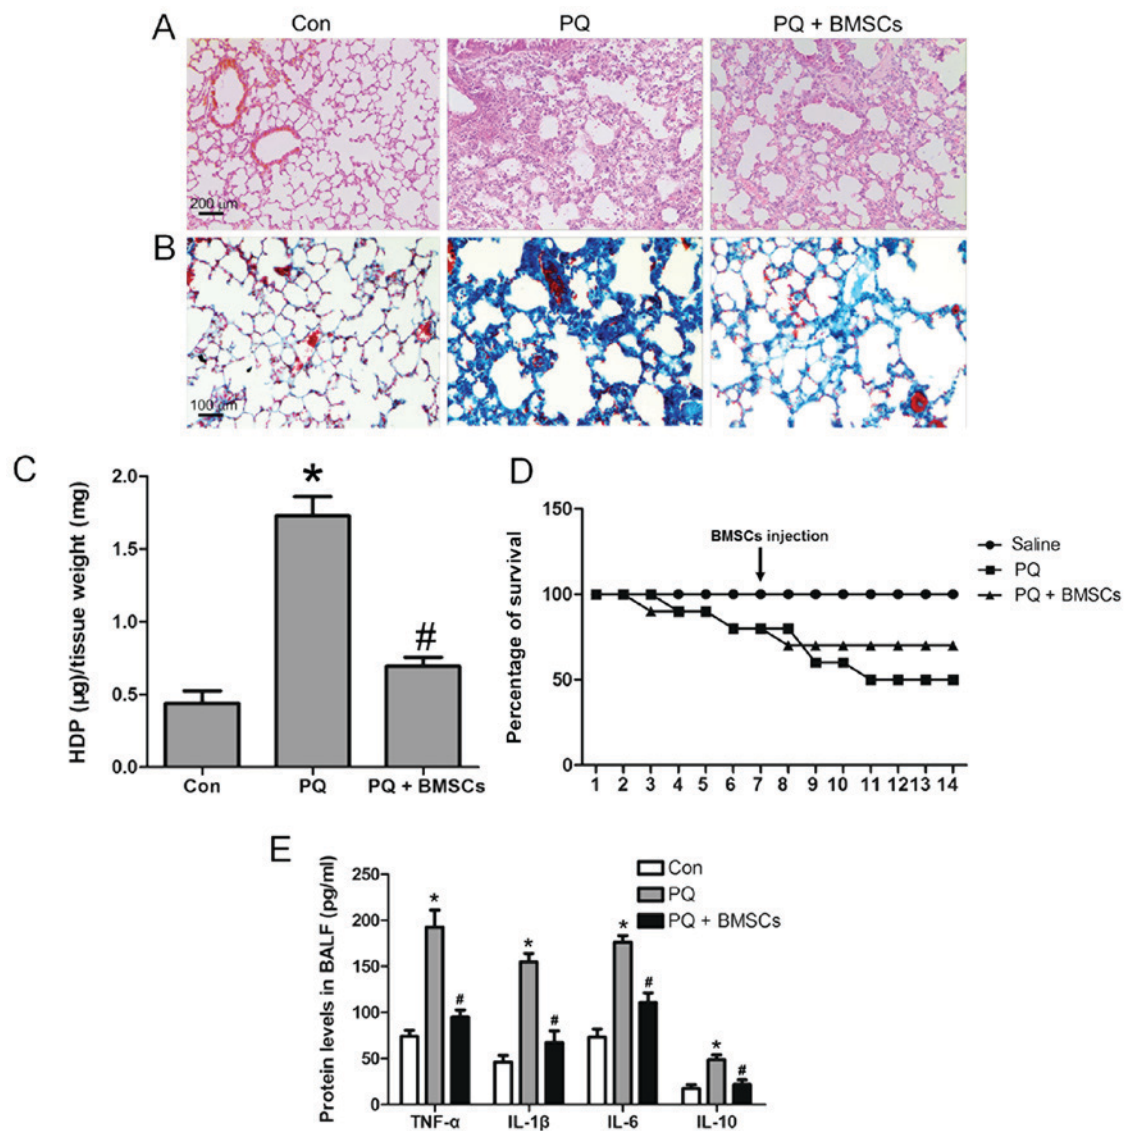 A
Con
PQ
PQ + BMSCs
200 µm
B
100 µm
C
HDP (µg)/tissue weight (mg)
2.0
1.5
1.0
0.5
0.0
*
#
Con
PQ
PQ + BMSCs
D
Percentage of survival
150
100
50
0
BMSCs injection
Saline
PQ
PQ + BMSCs
1 2 3 4 5 6 7 8 9 10 11 12 13 14
E
Protein levels in BALF (pg/ml)
250
200
150
100
50
0
Con
PQ
PQ + BMSCs
* # * # * # * #
TNF-α IL-1β IL-6 IL-10